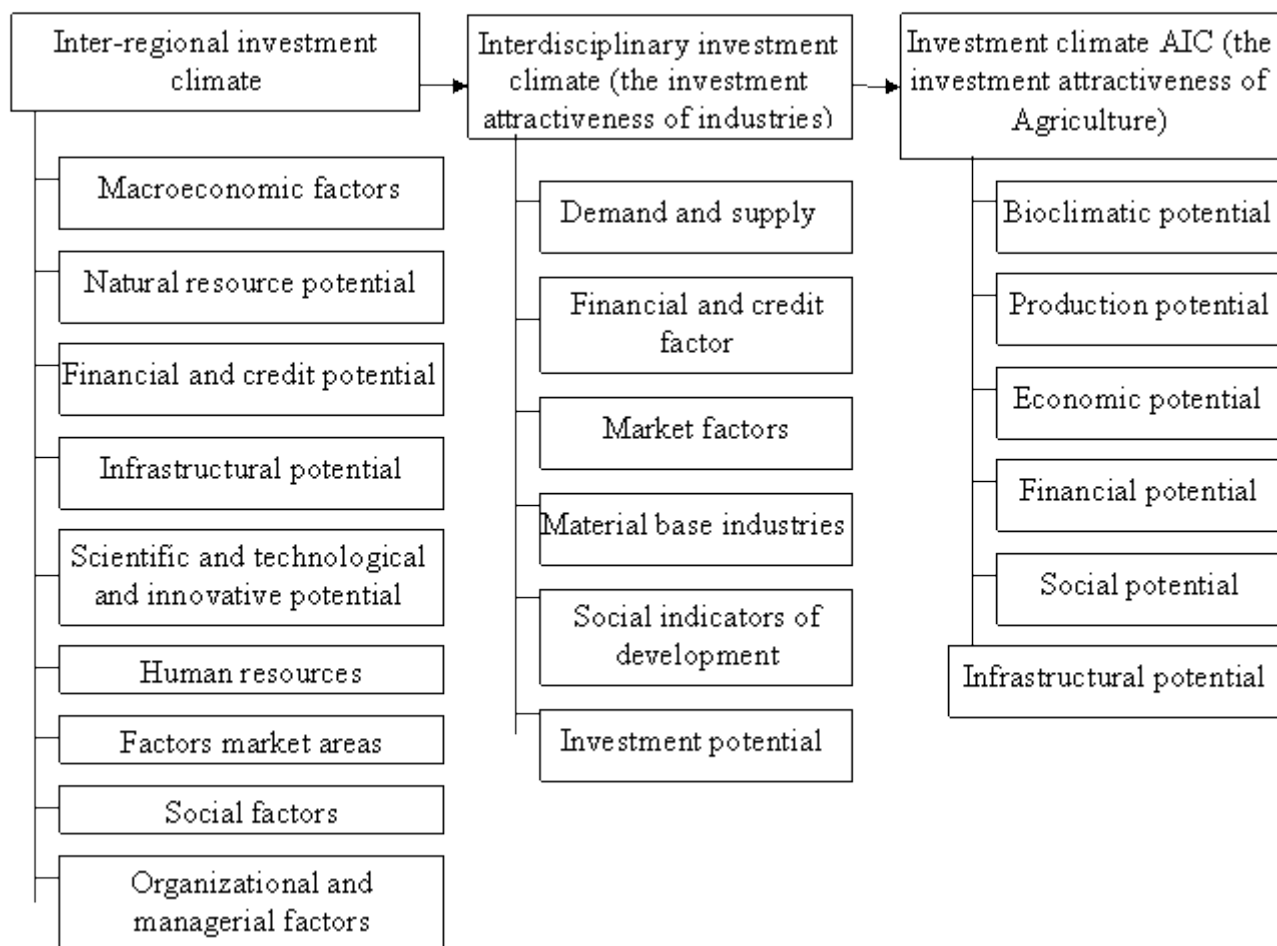 Inter-regional investment
climate
Macroeconomic factors
Natural resource potential
Financial and credit potential
Infrastructural potential
Scientific and technological
and innovative potential
Human resources
Factors market areas
Social factors
Organizational and
managerial factors
Interdisciplinary investment
climate (the investment
attractiveness of industries)
Demand and supply
Financial and credit
factor
Market factors
Material base industries
Social indicators of
development
Investment potential
Investment climate AIC (the
investment attractiveness of
Agriculture)
Bioclimatic potential
Production potential
Economic potential
Financial potential
Social potential
Infrastructural potential